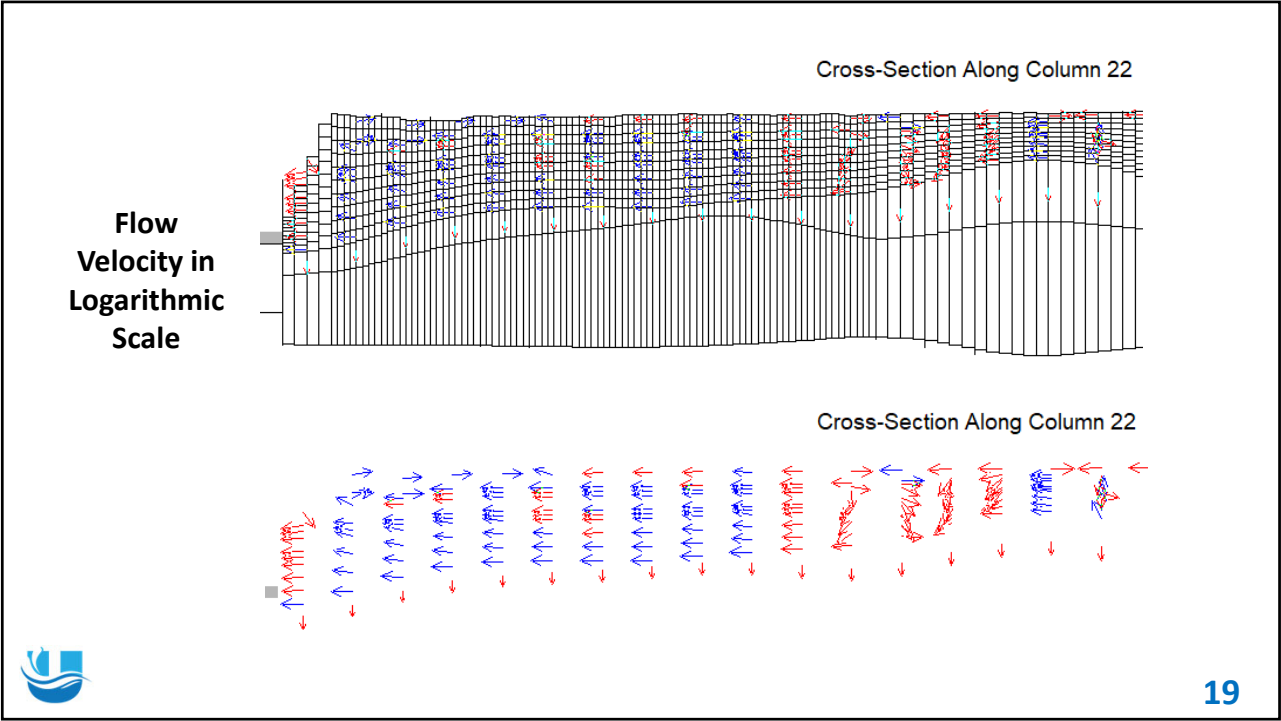 Cross-Section Along Column 22
Flow
Velocity in
Logarithmic
Scale
Cross-Section Along Column 22
19